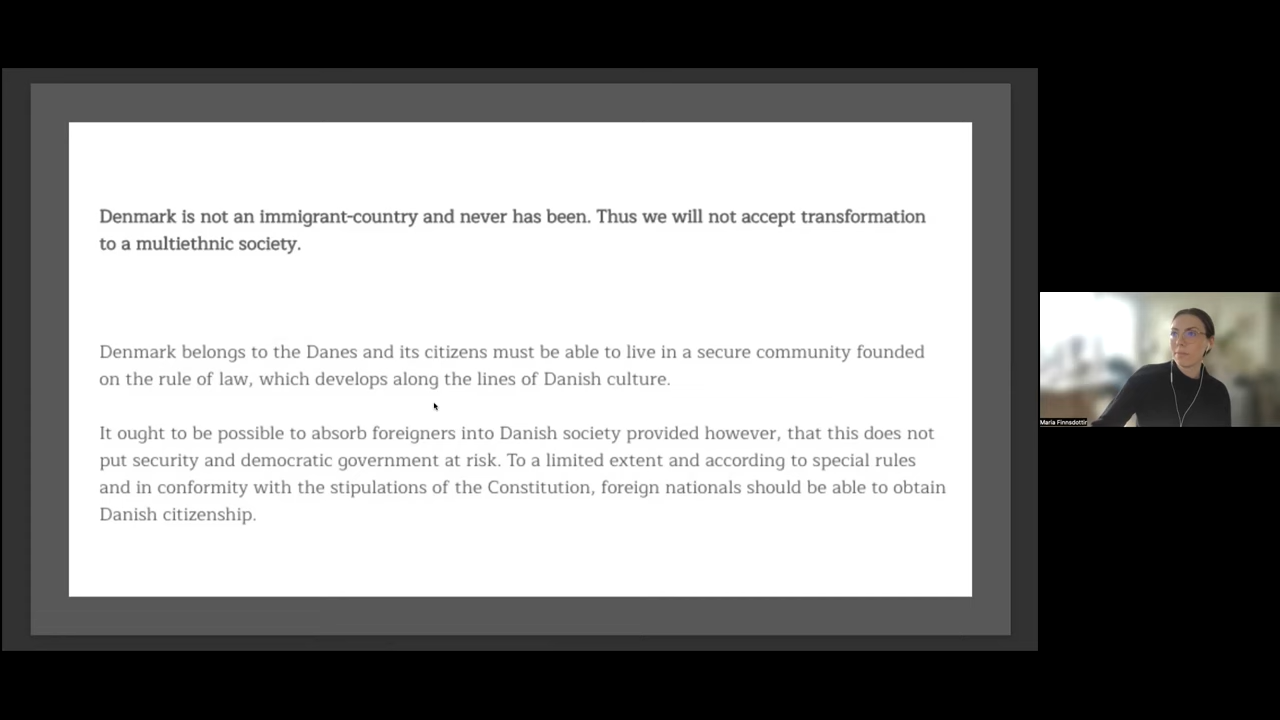 Denmark is not an immigrant-country and never has been. Thus we will not accept transformation
to a multiethnic society.
Denmark belongs to the Danes and its citizens must be able to live in a secure community founded
on the rule of law, which develops along the lines of Danish culture.
It ought to be possible to absorb foreigners into Danish society provided however, that this does not
put security and democratic government at risk. To a limited extent and according to special rules
and in conformity with the stipulations of the Constitution, foreign nationals should be able to obtain
Danish citizenship.
Maria Finnsdottir